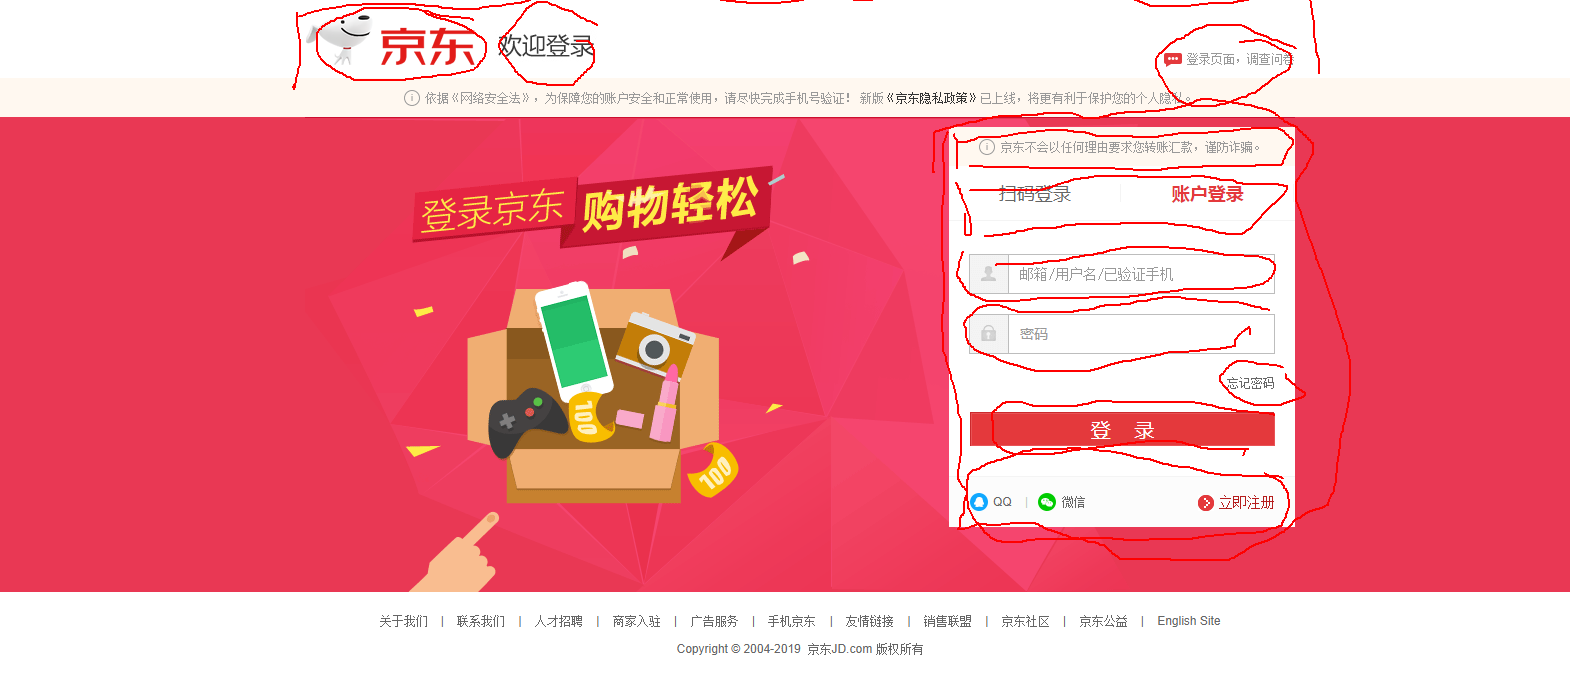 京东 欢迎登录
登录页面，调查问卷
依据《网络安全法》，为保障您的账户安全和正常使用，请尽快完成手机号验证！ 新版《京东隐私政策》已上线，将更有利于保护您的个人隐私。
登录京东 购物轻松
100
100
京东不会以任何理由要求您转账汇款，谨防诈骗。
扫码登录 账户登录
邮箱/用户名/已验证手机
密码
忘记密码
登 录
QQ | 微信 立即注册
关于我们 | 联系我们 | 人才招聘 | 商家入驻 | 广告服务 | 手机京东 | 友情链接 | 销售联盟 | 京东社区 | 京东公益 | English Site
Copyright © 2004-2019 京东JD.com 版权所有